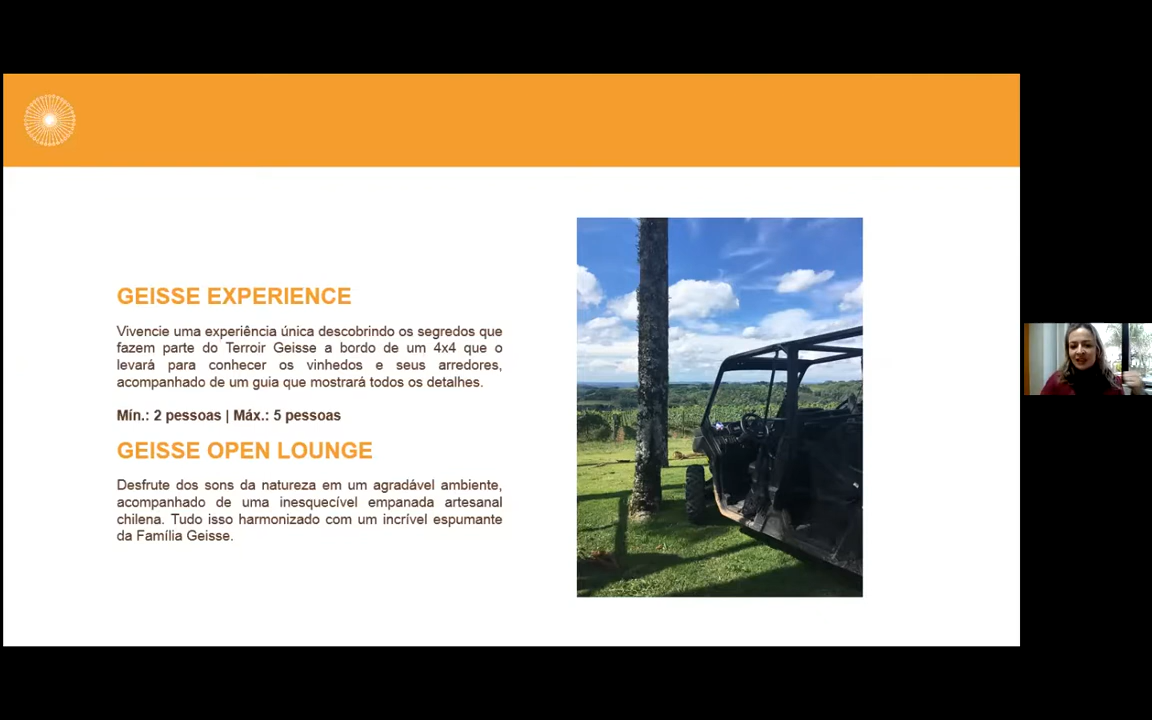 GEISSE EXPERIENCE
Vivencie uma experiência única descobrindo os segredos que
fazem parte do Terroir Geisse a bordo de um 4x4 que o
levará para conhecer os vinhedos e seus arredores,
acompanhado de um guia que mostrará todos os detalhes.
Mín.: 2 pessoas | Máx.: 5 pessoas
GEISSE OPEN LOUNGE
Desfrute dos sons da natureza em um agradável ambiente,
acompanhado de uma inesquecível empanada artesanal
chilena. Tudo isso harmonizado com um incrível espumante
da Família Geisse.